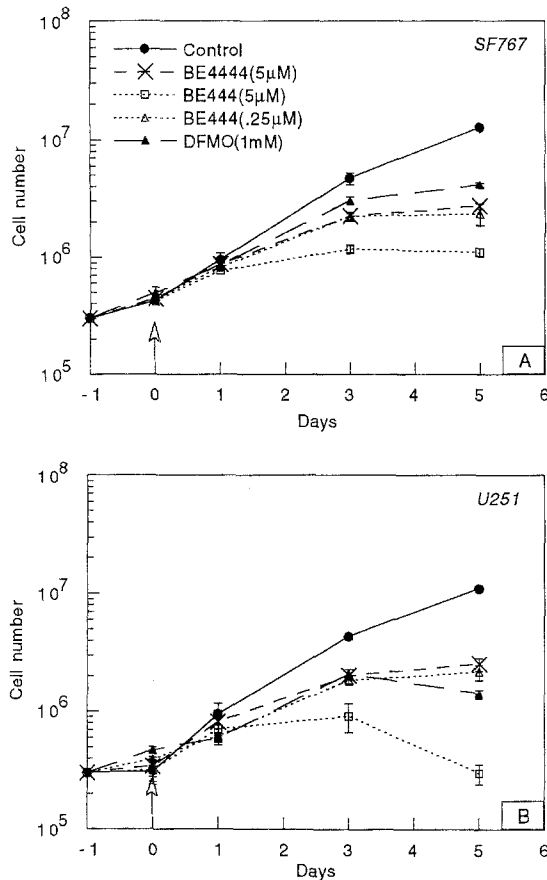 10^8
SF767
Control
BE4444(5µM)
BE444(5µM)
BE444(.25µM)
DFMO(1mM)
10^7
Cell number
10^6
10^5
A
-1 0 1 2 3 4 5 6
Days
10^8
U251
10^7
Cell number
10^6
10^5
B
-1 0 1 2 3 4 5 6
Days